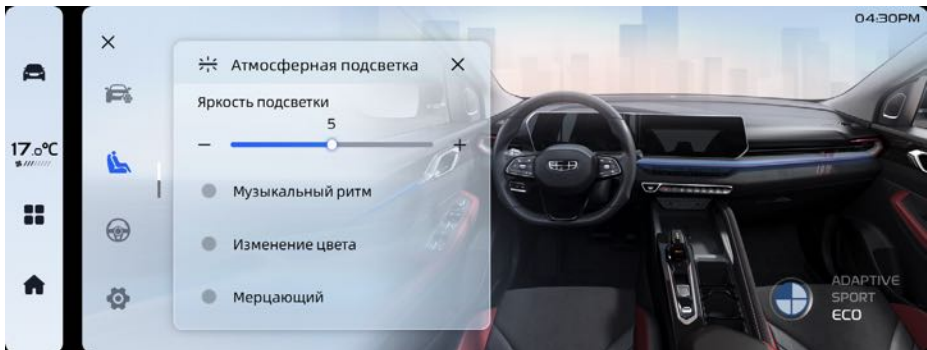 04:30PM
Атмосферная подсветка
Яркость подсветки
5
17.0°C
Музыкальный ритм
Изменение цвета
Мерцающий
ADAPTIVE
SPORT
ECO